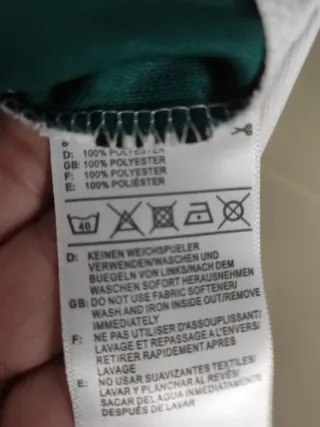 D: 100% POLYESTER
GB: 100% POLYESTER
F: 100% POLYESTER
E: 100% POLIÉSTER
40
D: KEINEN WEICHSPUELER
VERWENDEN/WASCHEN UND
BUEGELN VON LINKS/NACH DEM
WASCHEN SOFORT HERAUSNEHMEN
GB: DO NOT USE FABRIC SOFTENER/
WASH AND IRON INSIDE OUT/REMOVE
IMMEDIATELY
F: NE PAS UTILISER D'ASSOUPLISSANT/
LAVAGE ET REPASSAGE A L'ENVERS/
RETIRER RAPIDEMENT APRES
LAVAGE
E: NO USAR SUAVIZANTES TEXTILES/
LAVAR Y PLANCHAR AL REVÉS/
SACAR DEL AGUA INMEDIATAMENTE
DESPUÉS DE LAVAR